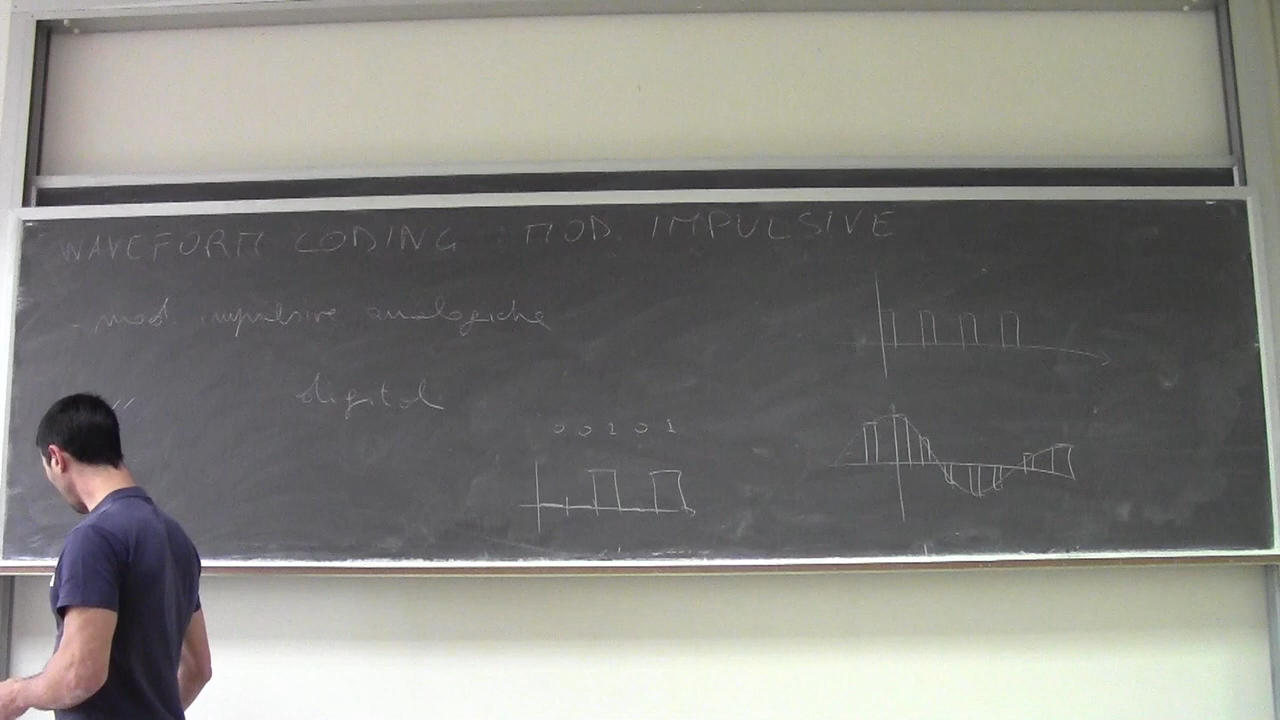 WAVEFORM CODING : MOD. IMPULSIVE
- mod. impulsive analogiche
" digital
0 0 1 0 1